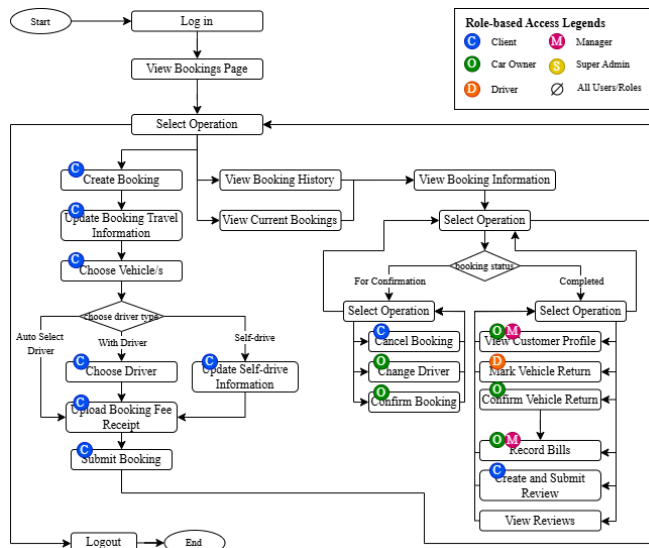 Start
Log in
View Bookings Page
Select Operation
Role-based Access Legends
C Client
M Manager
O Car Owner
S Super Admin
D Driver
∅ All Users/Roles
C
Create Booking
C
Update Booking Travel
Information
C
Choose Vehicle/s
choose driver type
Auto Select
Driver
With Driver
Self-drive
C
Choose Driver
C
Update Self-drive
Information
C
Upload Booking Fee
Receipt
C
Submit Booking
Logout
End
View Booking History
View Current Bookings
View Booking Information
Select Operation
booking status
For Confirmation
Completed
Select Operation
C
Cancel Booking
O
Change Driver
O
Confirm Booking
Select Operation
O M
View Customer Profile
D
Mark Vehicle Return
O
Confirm Vehicle Return
O M
Record Bills
C
Create and Submit
Review
View Reviews